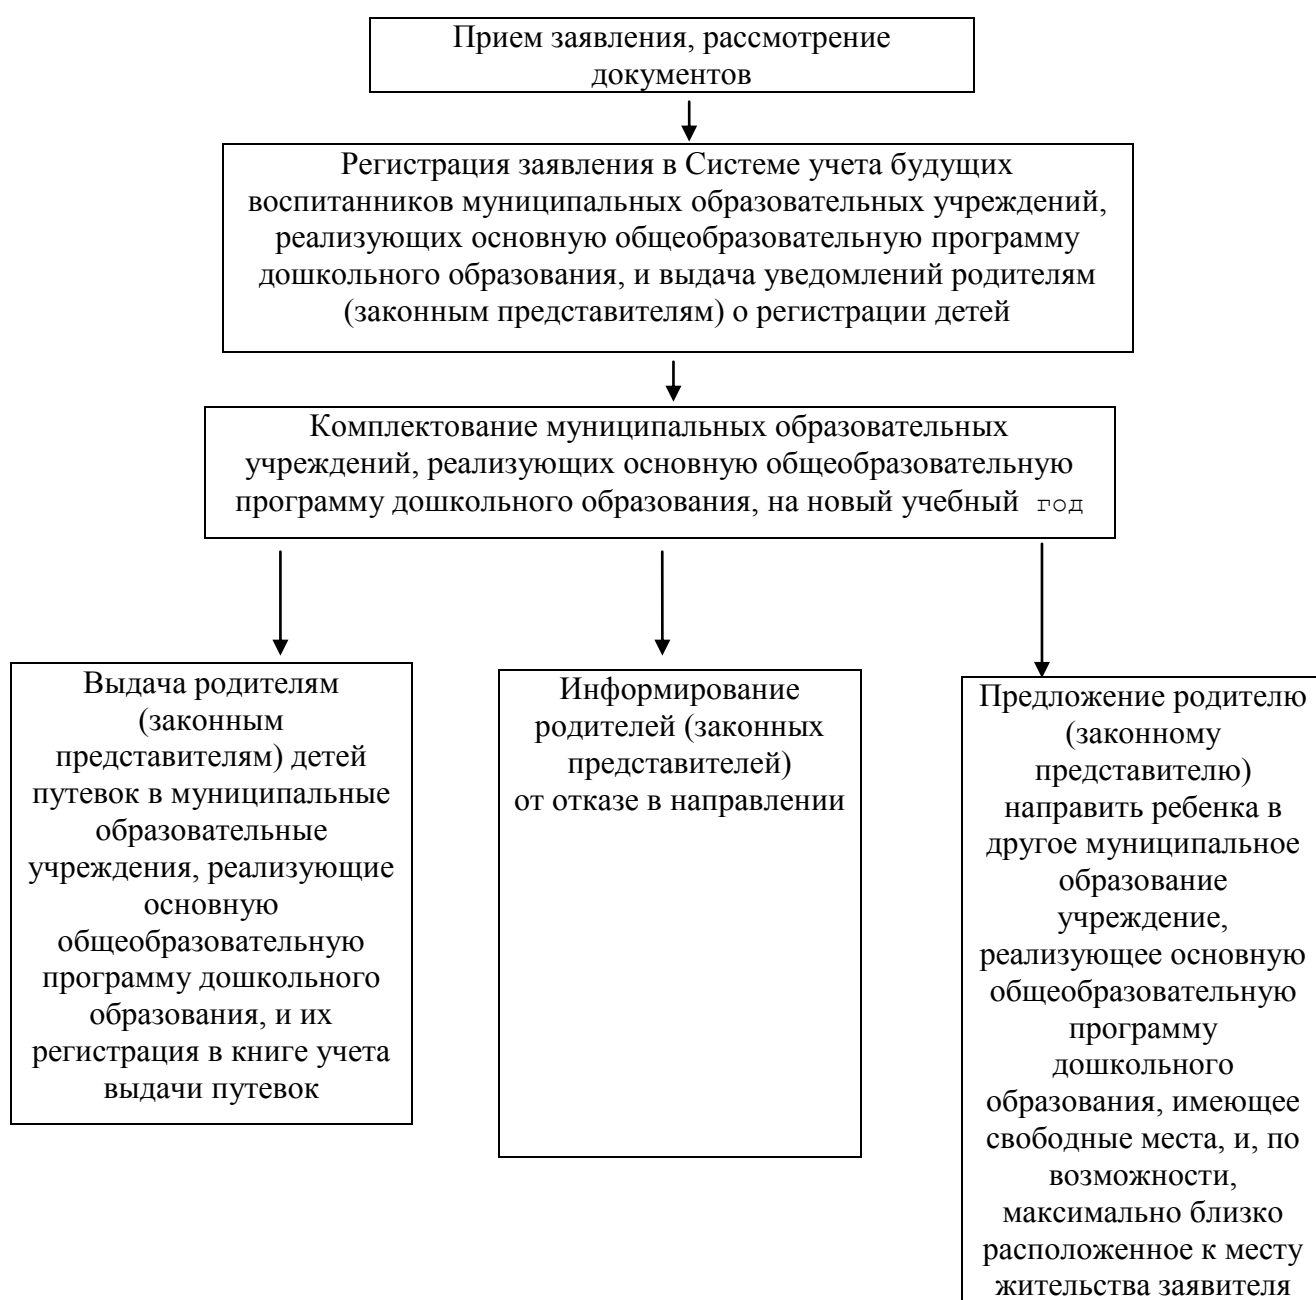 Прием заявления, рассмотрение
документов
Регистрация заявления в Системе учета будущих
воспитанников муниципальных образовательных учреждений,
реализующих основную общеобразовательную программу
дошкольного образования, и выдача уведомлений родителям
(законным представителям) о регистрации детей
Комплектование муниципальных образовательных
учреждений, реализующих основную общеобразовательную
программу дошкольного образования, на новый учебный год
Выдача родителям
(законным
представителям) детей
путевок в муниципальные
образовательные
учреждения, реализующие
основную
общеобразовательную
программу дошкольного
образования, и их
регистрация в книге учета
выдачи путевок
Информирование
родителей (законных
представителей)
от отказе в направлении
Предложение родителю
(законному
представителю)
направить ребенка в
другое муниципальное
образование
учреждение,
реализующее основную
общеобразовательную
программу
дошкольного
образования, имеющее
свободные места, и, по
возможности,
максимально близко
расположенное к месту
жительства заявителя